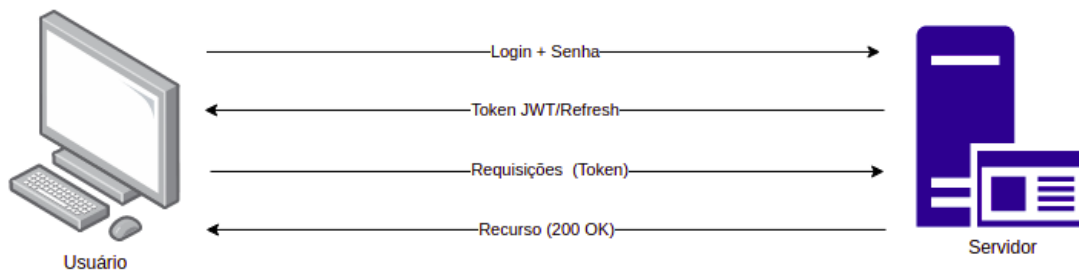 Login + Senha
Token JWT/Refresh
Requisições (Token)
Recurso (200 OK)
Usuário
Servidor